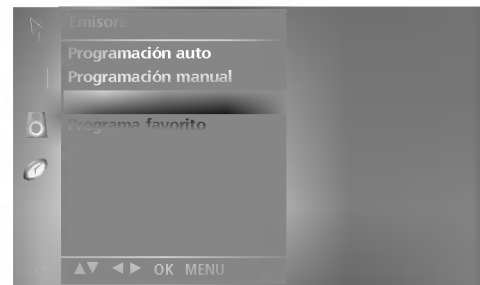 Emisora
Programación auto
Programación manual
Programa favorito
▲▼ ◄► OK MENU